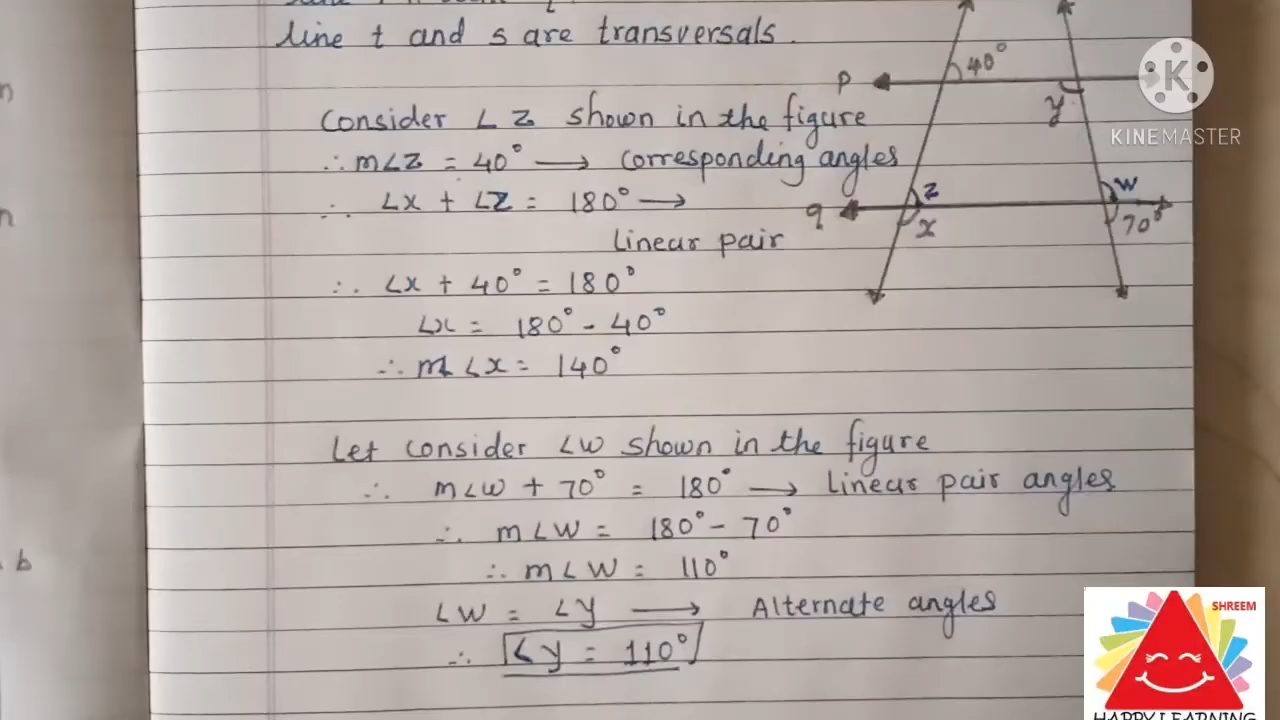 line t and s are transversals.
Consider ∠Z shown in the figure
∴ m∠Z = 40° ⟶ corresponding angles
∴ ∠x + ∠Z = 180° ⟶
Linear pair
∴ ∠x + 40° = 180°
∠x = 180° - 40°
∴ m∠x = 140°
Let consider ∠W shown in the figure
∴ m∠W + 70° = 180° ⟶ Linear pair angles
∴ m∠W = 180° - 70°
∴ m∠W = 110°
∠W = ∠y ⟶ Alternate angles
∴ ∠y = 110°
P
40°
y
q
Z
x
W
70°
n
n
b
K
KINEMASTER
SHREEM
HAPPY LEARNING